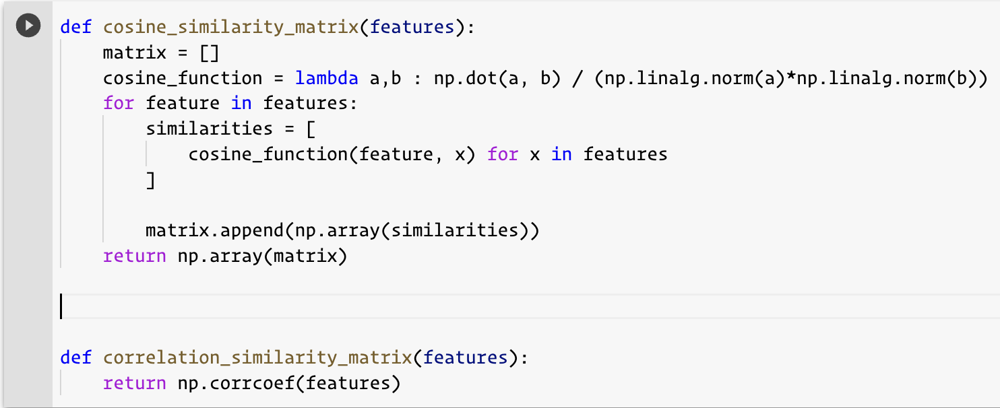 def cosine_similarity_matrix(features):
    matrix = []
    cosine_function = lambda a,b : np.dot(a, b) / (np.linalg.norm(a)*np.linalg.norm(b))
    for feature in features:
        similarities = [
            cosine_function(feature, x) for x in features
        ]

        matrix.append(np.array(similarities))
    return np.array(matrix)

def correlation_similarity_matrix(features):
    return np.corrcoef(features)